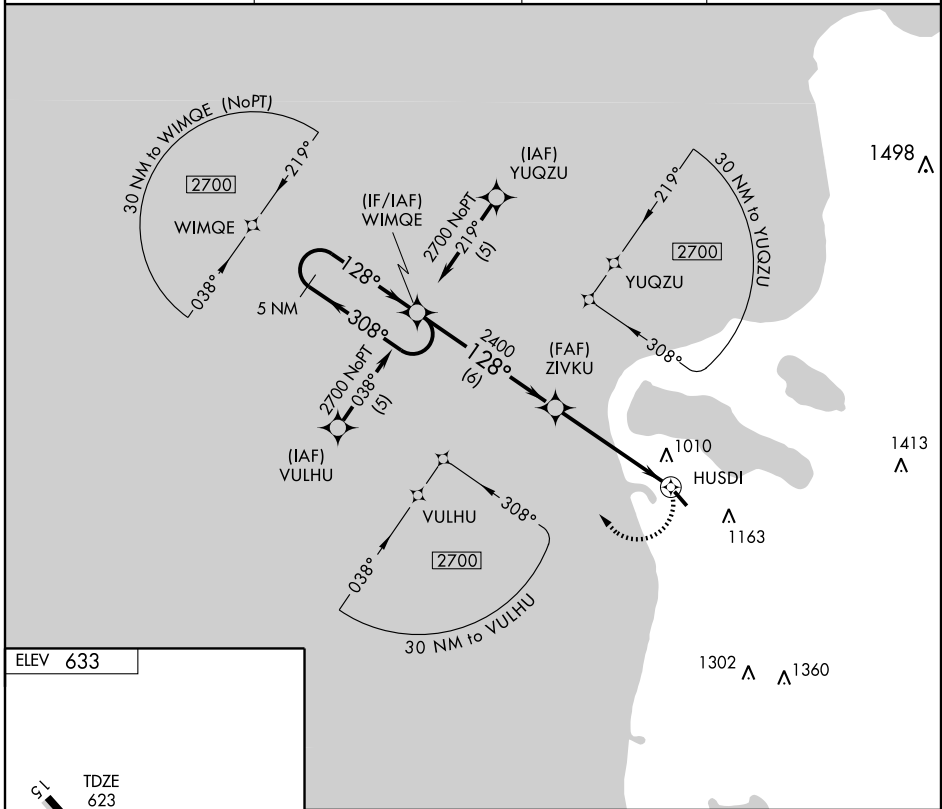 30 NM to WIMQE (NoPT)
2700
219°
WIMQE
038°
(IF/IAF)
WIMQE
(IAF)
YUQZU
2700 NoPT
219°
(5)
1498
219°
30 NM to YUQZU
2700
YUQZU
308°
128°
5 NM
308°
2400
128°
(6)
(FAF)
ZIVKU
2700 NoPT
038°
(5)
(IAF)
VULHU
1010
HUSDI
1413
1163
VULHU
308°
038°
2700
30 NM to VULHU
1302
1360
ELEV 633
TDZE
623
15